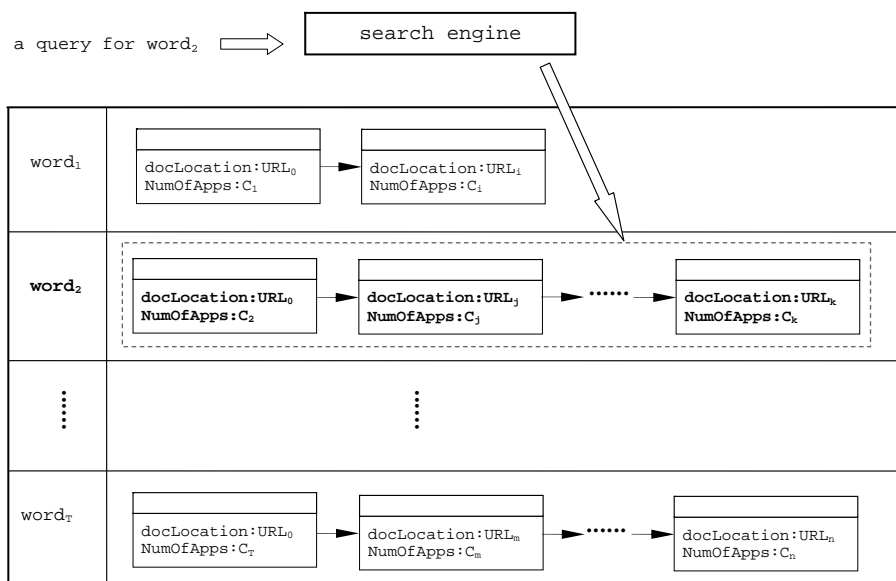 search engine
a query for word₂
word₁
docLocation:URL₀
NumOfApps:C₁
docLocation:URLᵢ
NumOfApps:Cᵢ
word₂
docLocation:URL₀
NumOfApps:C₂
docLocation:URLⱼ
NumOfApps:Cⱼ
......
docLocation:URLₖ
NumOfApps:Cₖ
......
......
word_T
docLocation:URL₀
NumOfApps:C_T
docLocation:URLₘ
NumOfApps:Cₘ
......
docLocation:URLₙ
NumOfApps:Cₙ